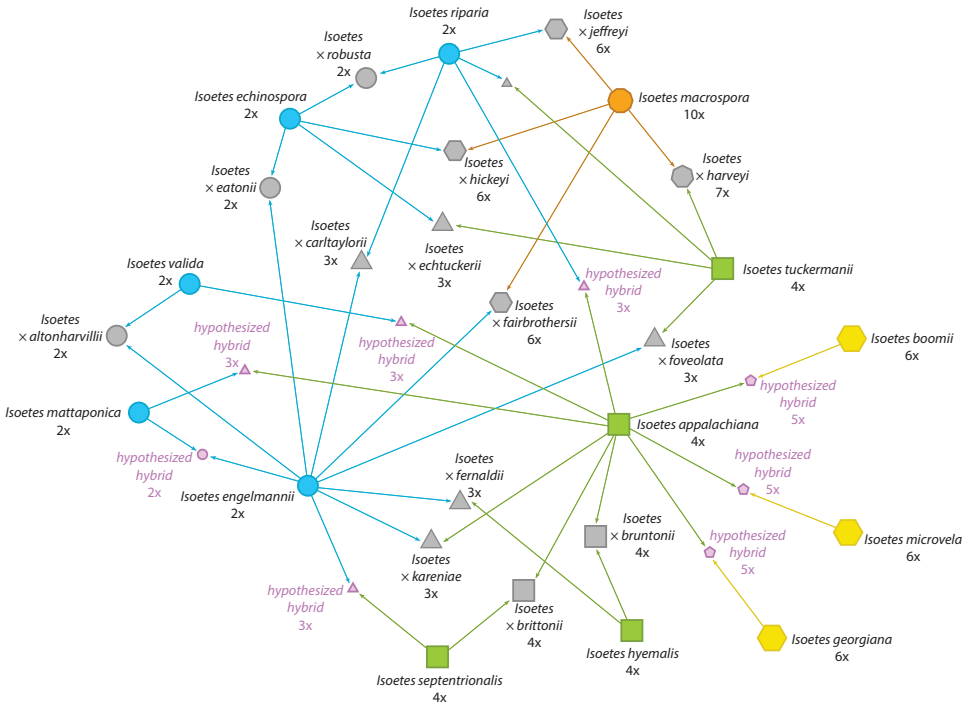 Isoetes riparia
2x
Isoetes
× jeffreyi
6x
Isoetes
× robusta
2x
Isoetes echinospora
2x
Isoetes macrospora
10x
Isoetes
× hickeyi
6x
Isoetes
× harveyi
7x
Isoetes
× eatonii
2x
Isoetes
× carltaylorii
3x
Isoetes
× echtuckerii
3x
Isoetes valida
2x
hypothesized
hybrid
3x
Isoetes tuckermanii
4x
Isoetes
× altonharvillii
2x
hypothesized
hybrid
3x
hypothesized
hybrid
3x
Isoetes
× fairbrothersii
6x
Isoetes
× foveolata
3x
Isoetes boomii
6x
hypothesized
hybrid
5x
Isoetes mattaponica
2x
Isoetes appalachiana
4x
hypothesized
hybrid
2x
Isoetes engelmannii
2x
Isoetes
× fernaldii
3x
hypothesized
hybrid
5x
Isoetes
× bruntonii
4x
hypothesized
hybrid
5x
Isoetes microvela
6x
Isoetes
× kareniae
3x
hypothesized
hybrid
3x
Isoetes
× brittonii
4x
Isoetes hyemalis
4x
Isoetes georgiana
6x
Isoetes septentrionalis
4x